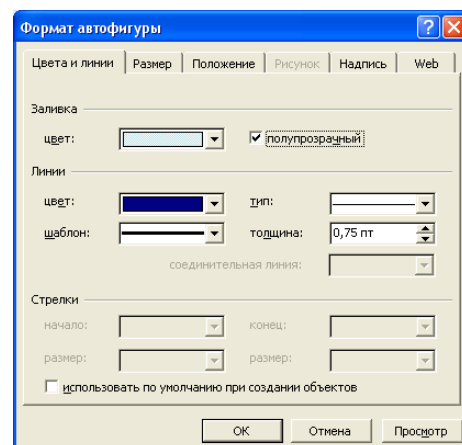 Формат автофигуры
Цвета и линии Размер Положение Рисунок Надпись Web
Заливка
цвет: полупрозрачный
Линии
цвет: тип:
шаблон: толщина: 0,75 пт
соединительная линия:
Стрелки
начало: конец:
размер: размер:
использовать по умолчанию при создании объектов
ОК Отмена Просмотр